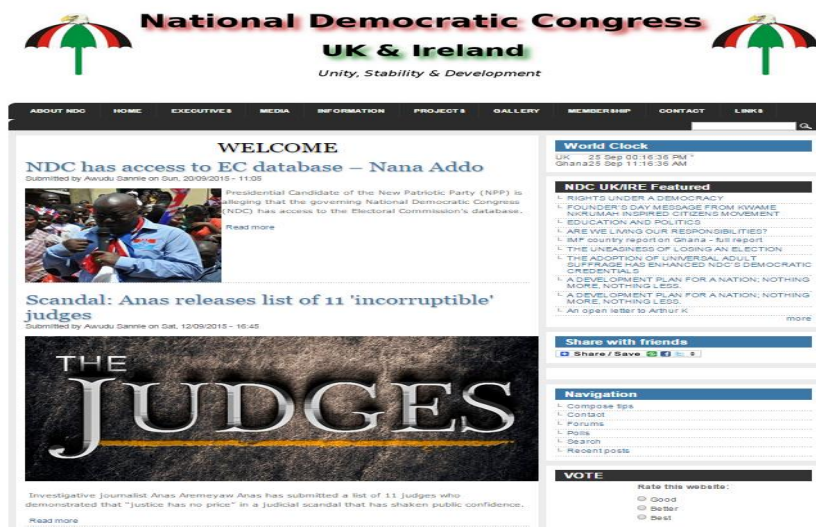 National Democratic Congress
UK & Ireland
Unity, Stability & Development
ABOUT NDC HOME EXECUTIVES MEDIA INFORMATION PROJECTS GALLERY MEMBERSHIP CONTACT LINKS
WELCOME
NDC has access to EC database – Nana Addo
Submitted by Awudu Sannie on Sun, 20/09/2015 - 11:05
Presidential Candidate of the New Patriotic Party (NPP) is
alleging that the governing National Democratic Congress
(NDC) has access to the Electoral Commission's database.
Read more
Scandal: Anas releases list of 11 'incorruptible'
judges
Submitted by Awudu Sannie on Sat, 12/09/2015 - 16:45
THE
JUDGES
Investigative journalist Anas Aremeyaw Anas has submitted a list of 11 judges who
demonstrated that "justice has no price" in a judicial scandal that has shaken public confidence.
Read more
World Clock
UK 25 Sep 00:16:36 PM *
Ghana25 Sep 11:16:36 AM
NDC UK/IRE Featured
RIGHTS UNDER A DEMOCRACY
FOUNDER'S DAY MESSAGE FROM KWAME
NKRUMAH INSPIRED CITIZENS MOVEMENT
EDUCATION AND POLITICS
ARE WE LIVING OUR RESPONSIBILITIES?
IMF country report on Ghana - full report
THE UNEASINESS OF LOSING AN ELECTION
THE ADOPTION OF UNIVERSAL ADULT
SUFFRAGE HAS ENHANCED NDC'S DEMOCRATIC
CREDENTIALS
A DEVELOPMENT PLAN FOR A NATION; NOTHING
MORE, NOTHING LESS.
A DEVELOPMENT PLAN FOR A NATION; NOTHING
MORE, NOTHING LESS.
An open letter to Arthur K
more
Share with friends
Share / Save
Navigation
Compose tips
Contact
Forums
Polls
Search
Recent posts
VOTE
Rate this website:
Good
Better
Best